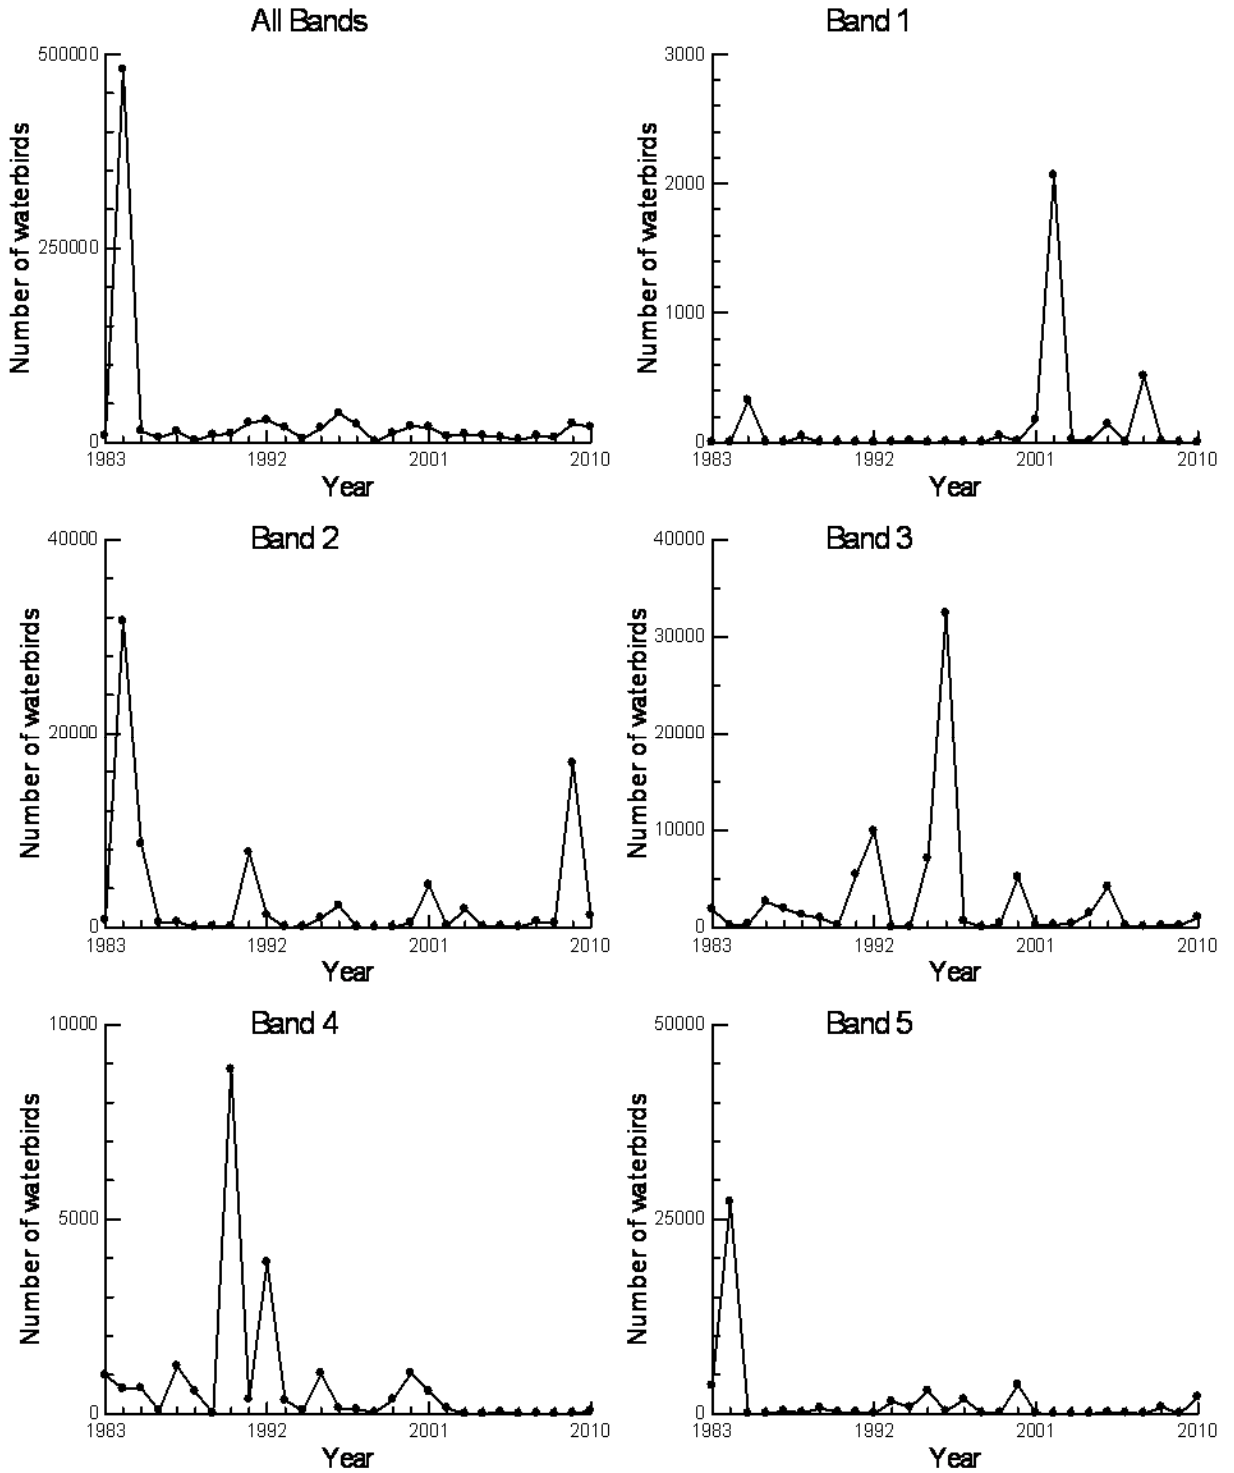 All Bands
500000
250000
0
Number of waterbirds
1983 1992 2001 2010
Year
Band 1
3000
2000
1000
0
Number of waterbirds
1983 1992 2001 2010
Year
Band 2
40000
20000
0
Number of waterbirds
1983 1992 2001 2010
Year
Band 3
40000
30000
20000
10000
0
Number of waterbirds
1983 1992 2001 2010
Year
Band 4
10000
5000
0
Number of waterbirds
1983 1992 2001 2010
Year
Band 5
50000
25000
0
Number of waterbirds
1983 1992 2001 2010
Year